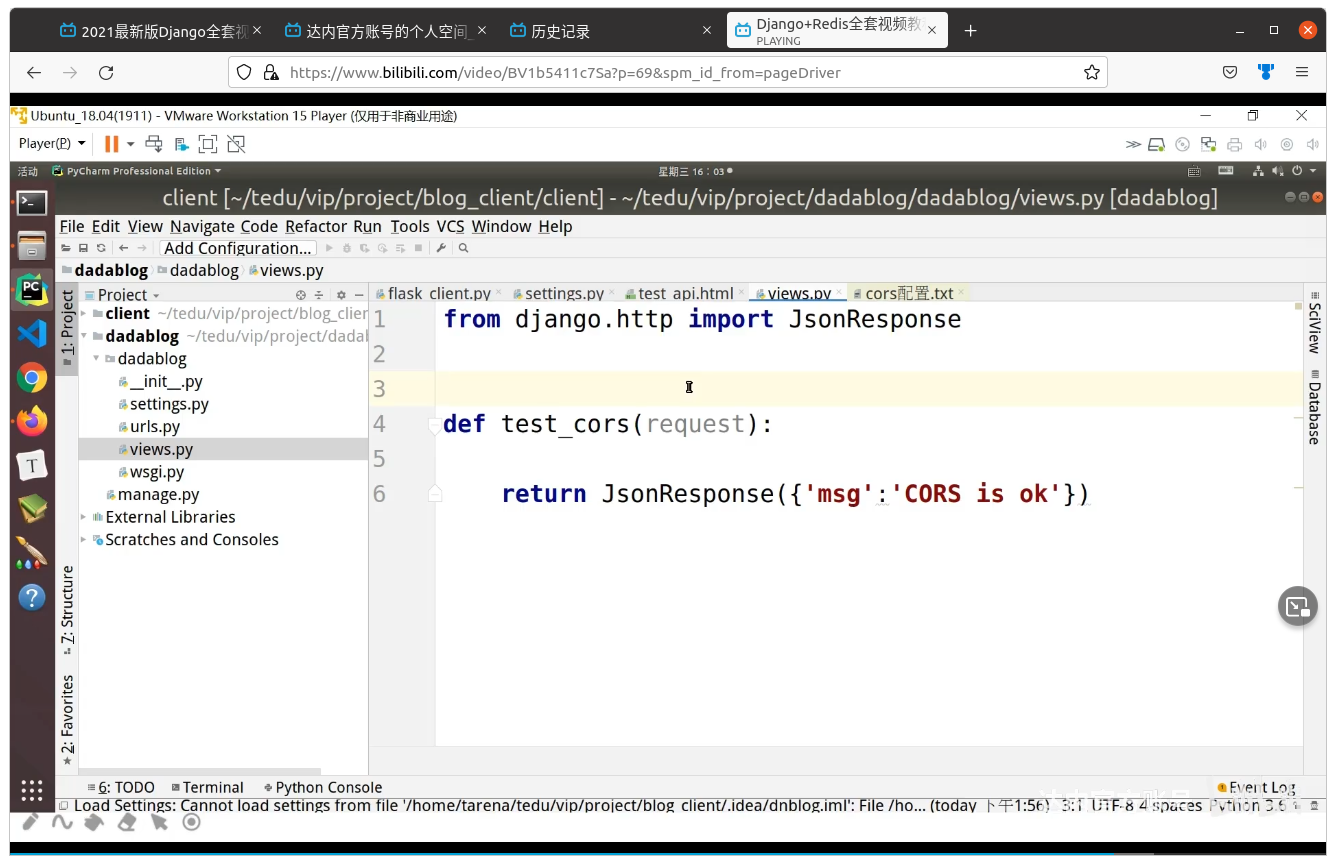 2021最新版Django全套视
达内官方账号的个人空间_
历史记录
Django+Redis全套视频教
PLAYING
https://www.bilibili.com/video/BV1b5411c7Sa?p=69&spm_id_from=pageDriver
Ubuntu_18.04(1911) - VMware Workstation 15 Player (仅用于非商业用途)
Player(P)
活动 PyCharm Professional Edition 星期三 16：03
client [~/tedu/vip/project/blog_client/client] - ~/tedu/vip/project/dadablog/dadablog/views.py [dadablog]
File Edit View Navigate Code Refactor Run Tools VCS Window Help
Add Configuration...
dadablog dadablog views.py
Project
flask_client.py settings.py test_api.html views.py cors配置.txt
1: Project
client ~/tedu/vip/project/blog_clier
dadablog ~/tedu/vip/project/dadal
dadablog
__init__.py
settings.py
urls.py
views.py
wsgi.py
manage.py
External Libraries
Scratches and Consoles
1 from django.http import JsonResponse
2
3
4 def test_cors(request):
5
6 return JsonResponse({'msg':'CORS is ok'})
SciView
Database
PC
T
?
7: Structure
2: Favorites
6: TODO Terminal Python Console Event Log
Load Settings: Cannot load settings from file '/home/tarena/tedu/vip/project/blog_client/.idea/dnblog.iml': File /ho... (today 下午1:56) 3:1 UTF-8 4 spaces Python 3.6
达内官方账号